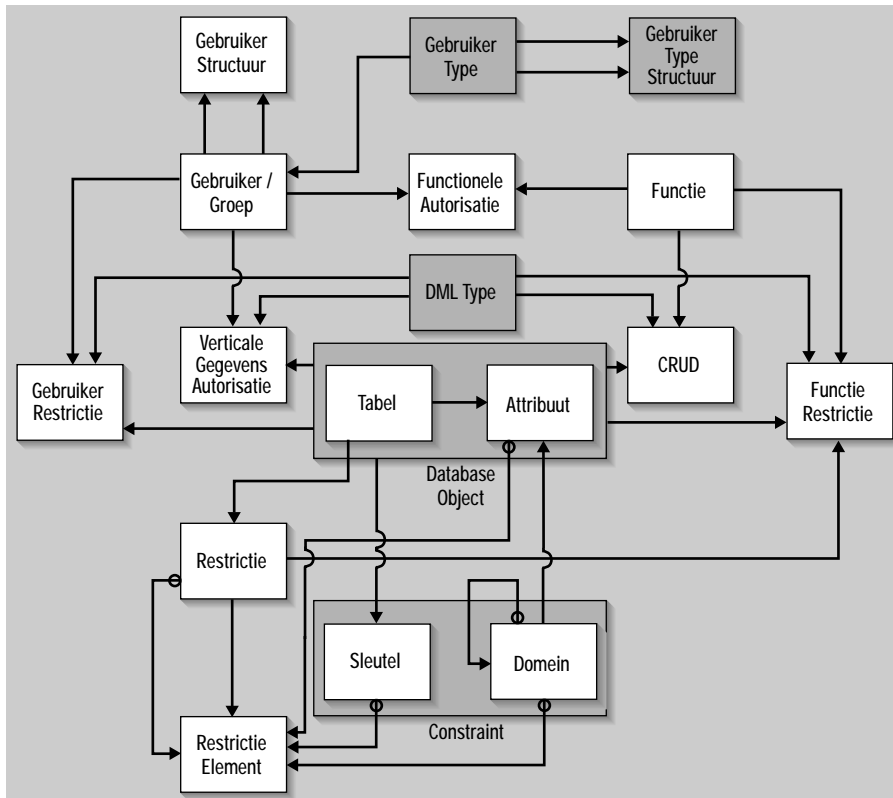 Gebruiker
Structuur
Gebruiker
Type
Gebruiker
Type
Structuur
Gebruiker /
Groep
Functionele
Autorisatie
Functie
DML Type
Verticale
Gegevens
Autorisatie
CRUD
Gebruiker
Restrictie
Tabel
Attribuut
Functie
Restrictie
Database
Object
Restrictie
Sleutel
Domein
Constraint
Restrictie
Element